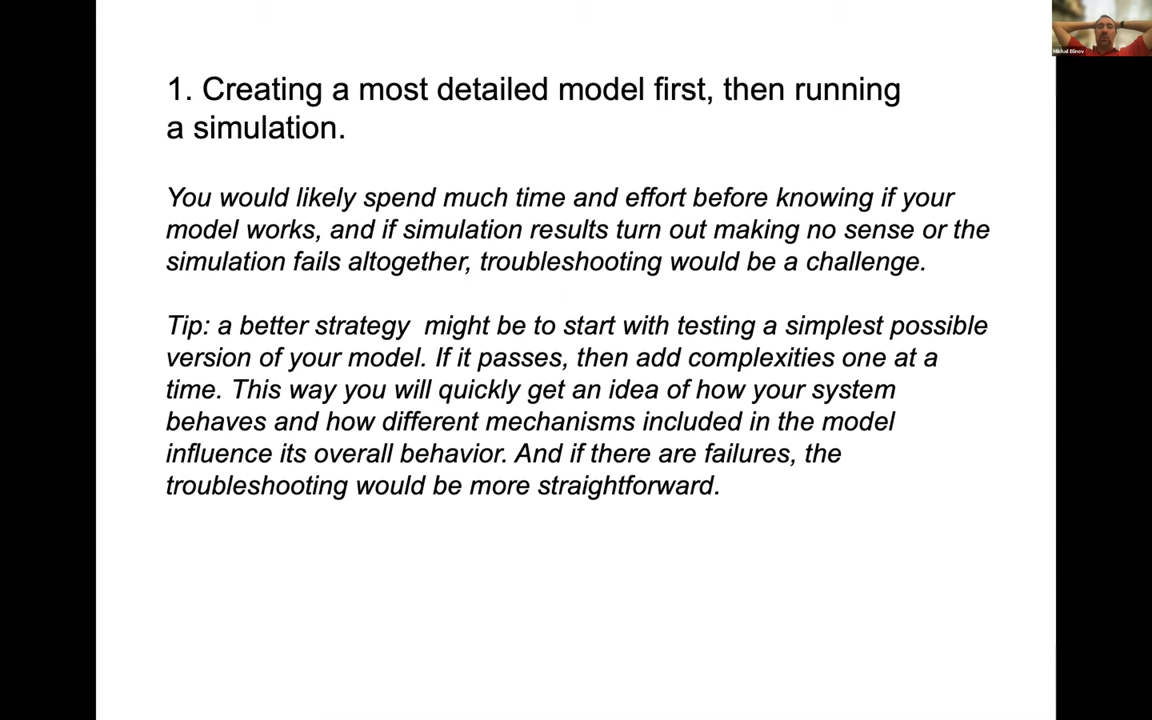 Mikhail Blinov
1. Creating a most detailed model first, then running
a simulation.
You would likely spend much time and effort before knowing if your
model works, and if simulation results turn out making no sense or the
simulation fails altogether, troubleshooting would be a challenge.
Tip: a better strategy might be to start with testing a simplest possible
version of your model. If it passes, then add complexities one at a
time. This way you will quickly get an idea of how your system
behaves and how different mechanisms included in the model
influence its overall behavior. And if there are failures, the
troubleshooting would be more straightforward.